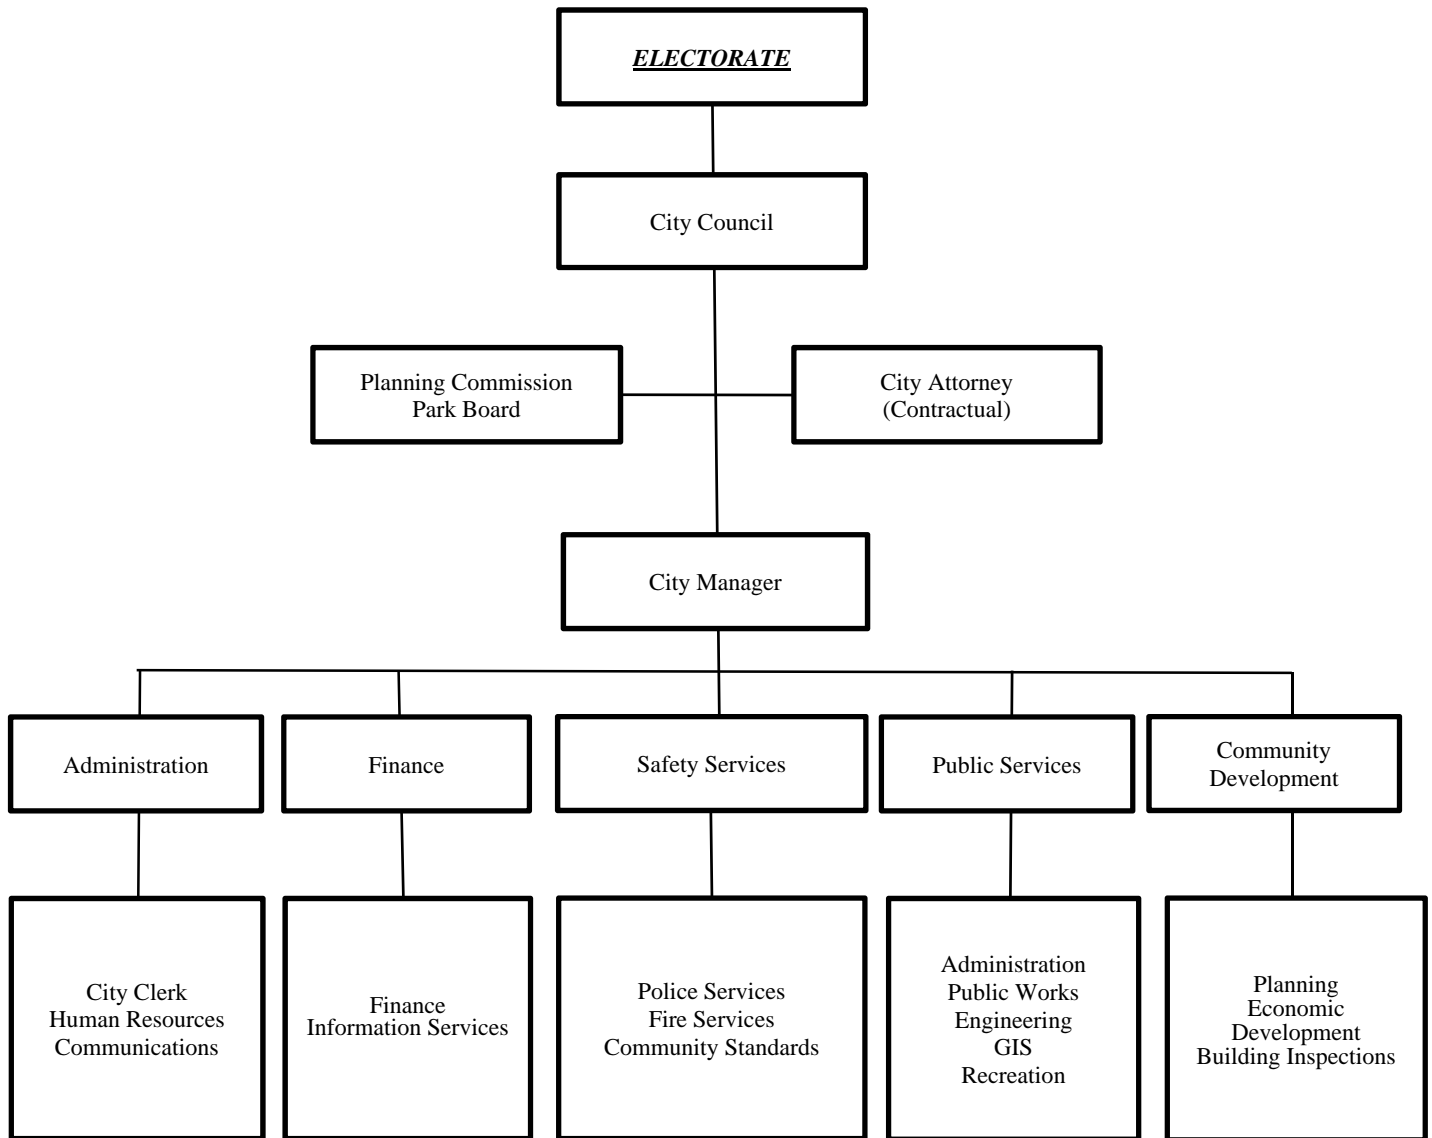 ELECTORATE
City Council
Planning Commission
Park Board
City Attorney
(Contractual)
City Manager
Administration
Finance
Safety Services
Public Services
Community
Development
City Clerk
Human Resources
Communications
Finance
Information Services
Police Services
Fire Services
Community Standards
Administration
Public Works
Engineering
GIS
Recreation
Planning
Economic
Development
Building Inspections